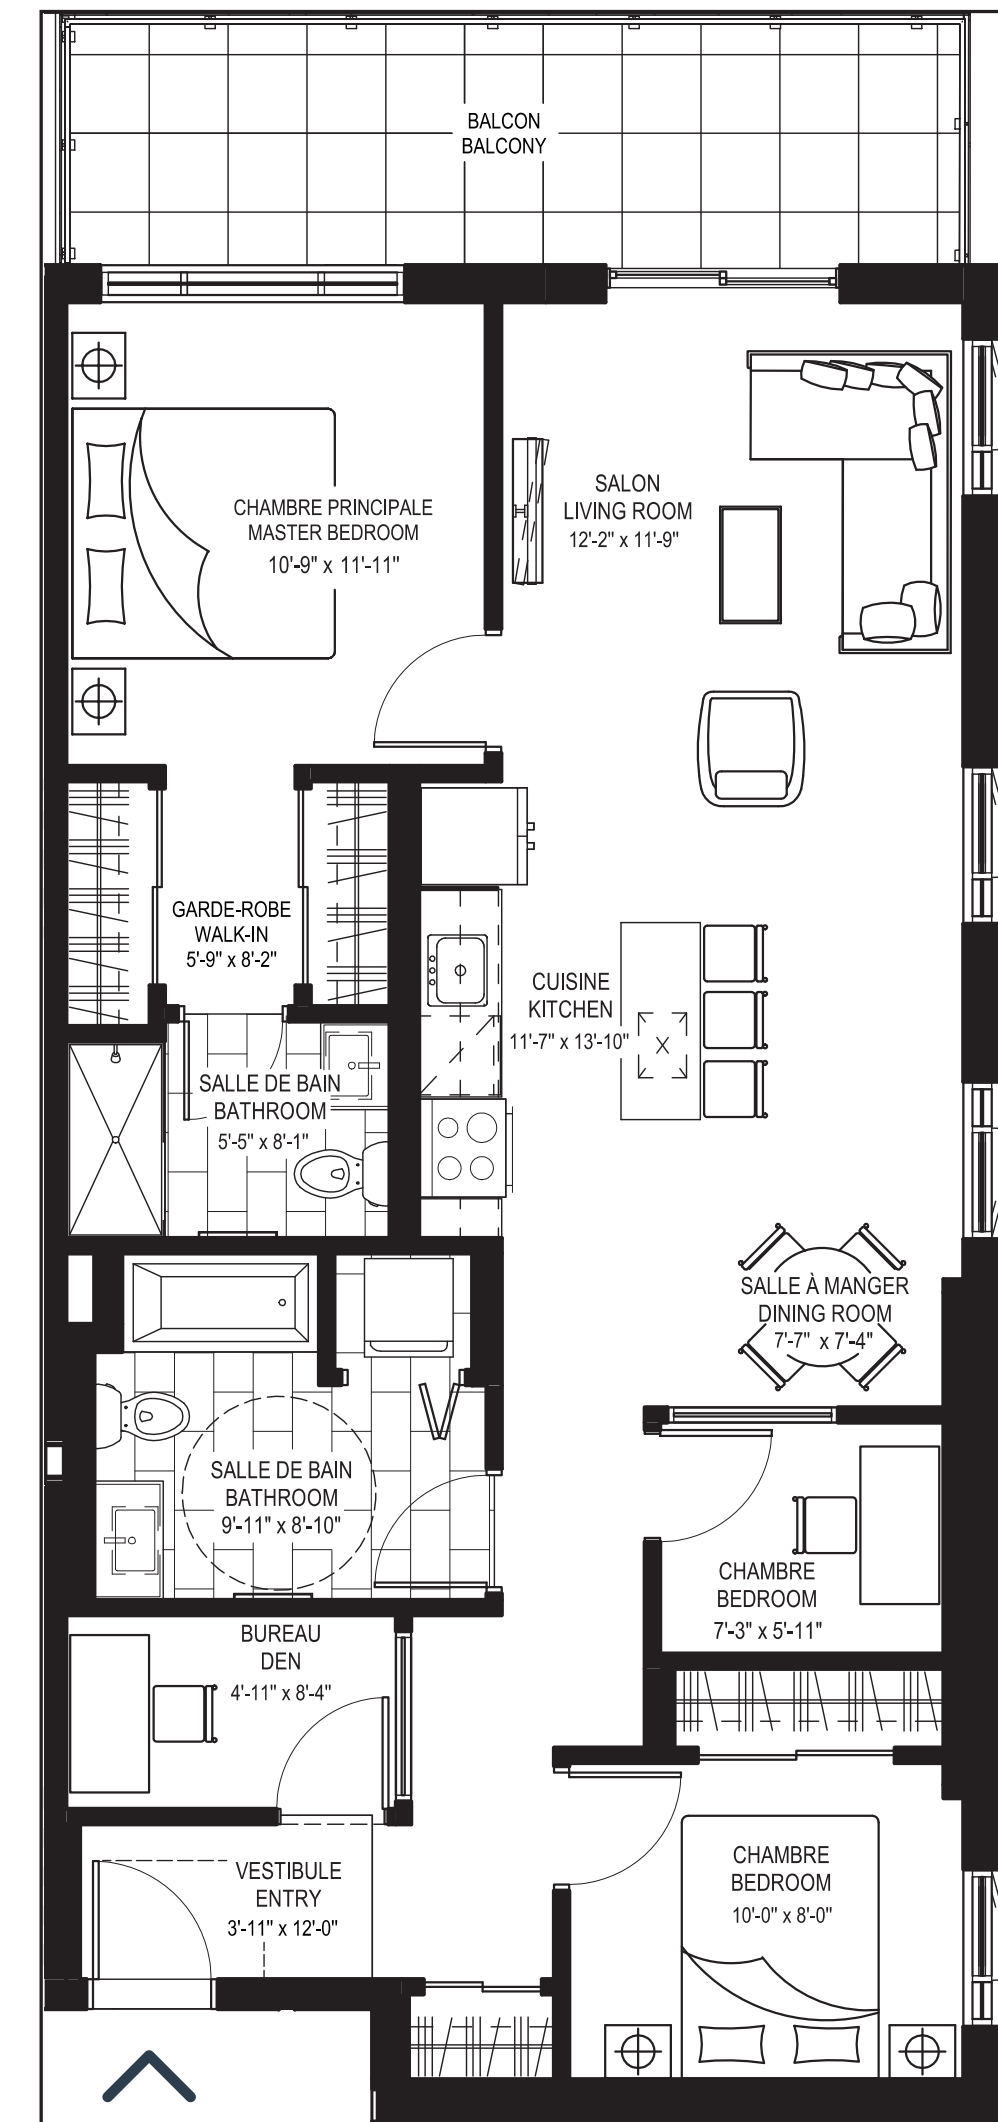 BALCON
BALCONY
CHAMBRE PRINCIPALE
MASTER BEDROOM
10'-9" x 11'-11"
SALON
LIVING ROOM
12'-2" x 11'-9"
GARDE-ROBE
WALK-IN
5'-9" x 8'-2"
CUISINE
KITCHEN
11'-7" x 13'-10"
SALLE DE BAIN
BATHROOM
5'-5" x 8'-1"
SALLE À MANGER
DINING ROOM
7'-7" x 7'-4"
SALLE DE BAIN
BATHROOM
9'-11" x 8'-10"
CHAMBRE
BEDROOM
7'-3" x 5'-11"
BUREAU
DEN
4'-11" x 8'-4"
VESTIBULE
ENTRY
3'-11" x 12'-0"
CHAMBRE
BEDROOM
10'-0" x 8'-0"